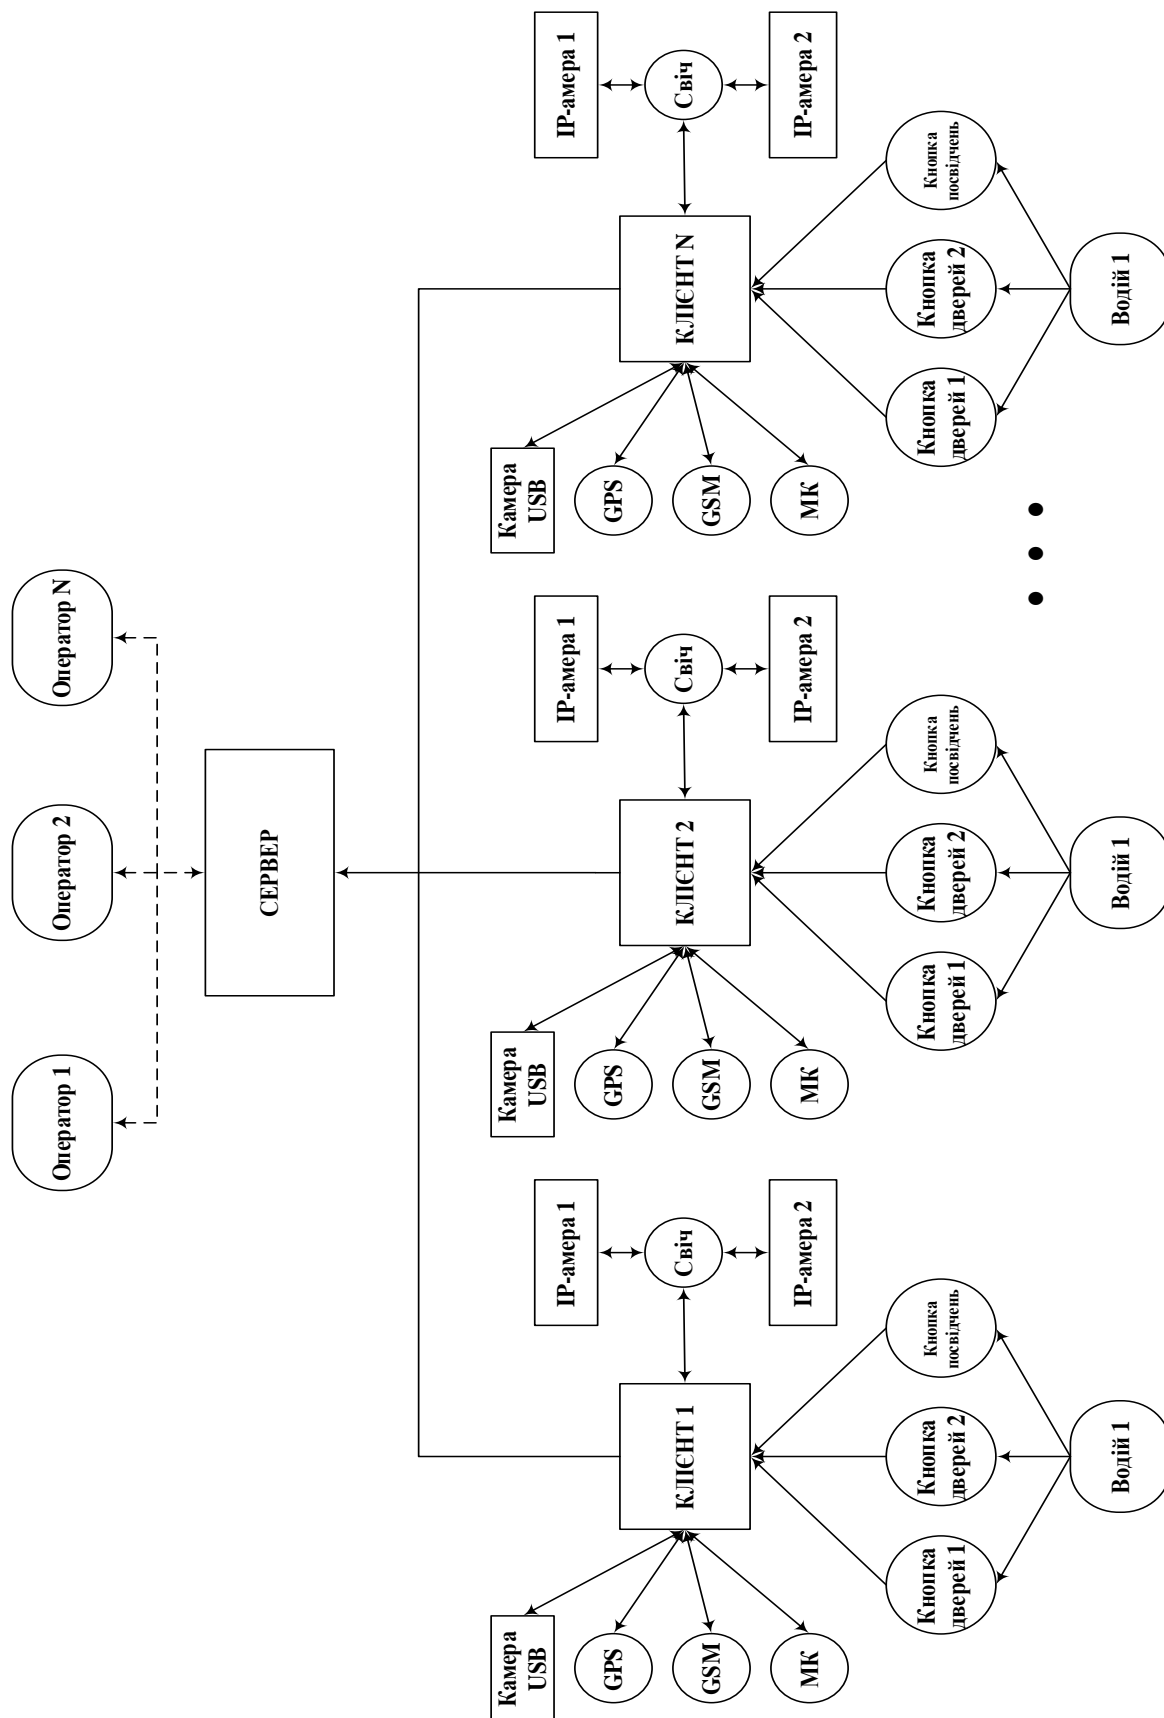 Оператор 1
Оператор 2
Оператор N
СЕРВЕР
Камера
USB
GPS
GSM
МК
КЛІЄНТ 1
IP-амера 1
Свіч
IP-амера 2
Кнопка
дверей 1
Кнопка
дверей 2
Кнопка
посвідчень
Водій 1
Камера
USB
GPS
GSM
МК
КЛІЄНТ 2
IP-амера 1
Свіч
IP-амера 2
Кнопка
дверей 1
Кнопка
дверей 2
Кнопка
посвідчень
Водій 1
Камера
USB
GPS
GSM
МК
КЛІЄНТ N
IP-амера 1
Свіч
IP-амера 2
Кнопка
дверей 1
Кнопка
дверей 2
Кнопка
посвідчень
Водій 1